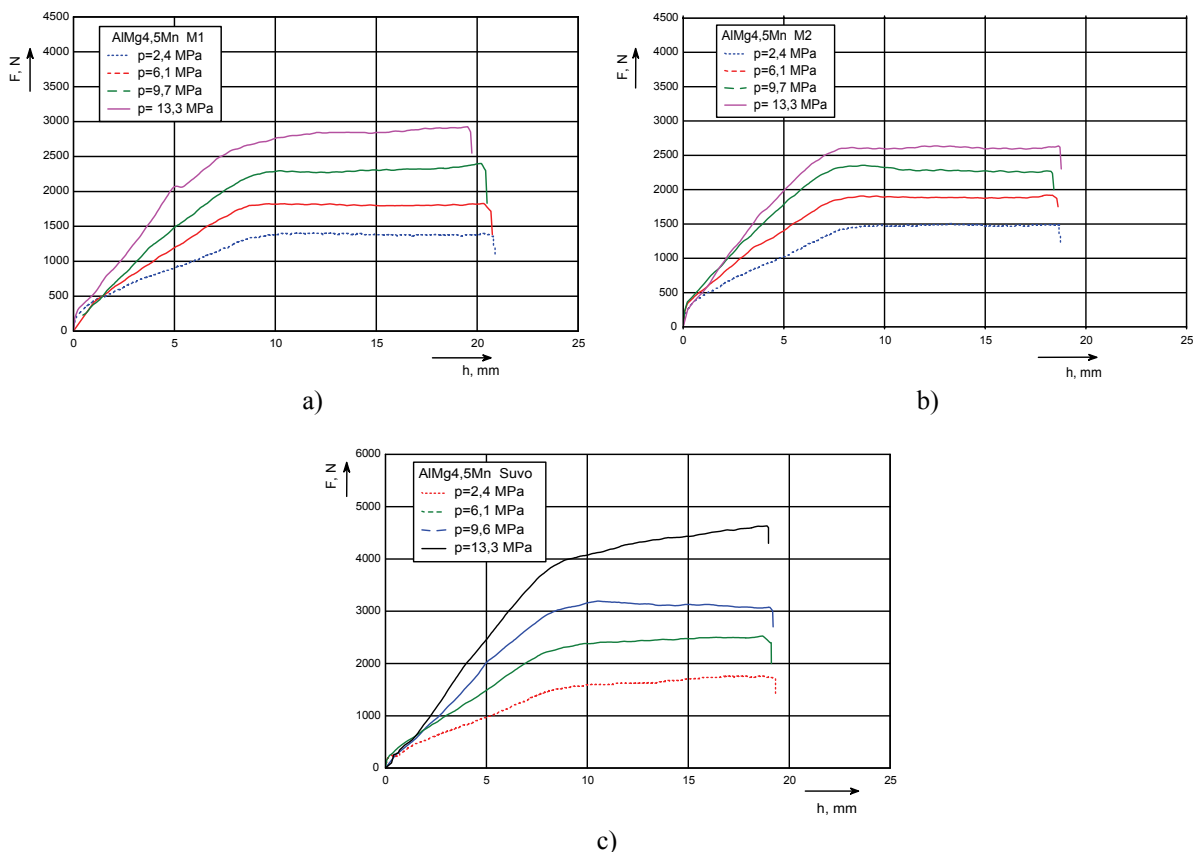 AlMg4,5Mn M1
p=2,4 MPa
p=6,1 MPa
p=9,7 MPa
p= 13,3 MPa
F, N
4500
4000
3500
3000
2500
2000
1500
1000
500
0
0 5 10 15 20 25
h, mm
a)
AlMg4,5Mn M2
p=2,4 MPa
p=6,1 MPa
p=9,7 MPa
p= 13,3 MPa
F, N
4500
4000
3500
3000
2500
2000
1500
1000
500
0
0 5 10 15 20 25
h, mm
b)
AlMg4,5Mn Suvo
p=2,4 MPa
p=6,1 MPa
p=9,6 MPa
p=13,3 MPa
F, N
6000
5000
4000
3000
2000
1000
0
0 5 10 15 20 25
h, mm
c)